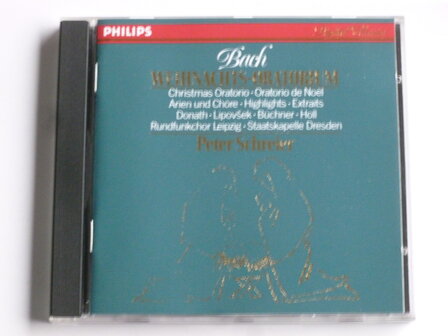 PHILIPS
Bach
WEIHNACHTS-ORATORIUM
Christmas Oratorio · Oratorio de Noël
Arien und Chöre · Highlights · Extraits
Donath · Lipovšek · Büchner · Holl
Rundfunkchor Leipzig · Staatskapelle Dresden
Peter Schreier